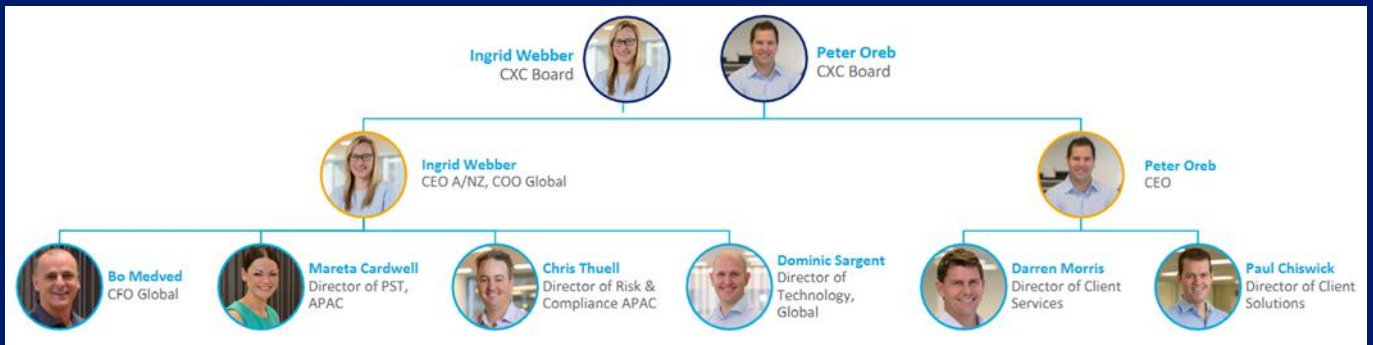 Ingrid Webber
CXC Board
Peter Oreb
CXC Board
Ingrid Webber
CEO A/NZ, COO Global
Peter Oreb
CEO
Bo Medved
CFO Global
Mareta Cardwell
Director of PST,
APAC
Chris Thuell
Director of Risk &
Compliance APAC
Dominic Sargent
Director of
Technology,
Global
Darren Morris
Director of Client
Services
Paul Chiswick
Director of Client
Solutions